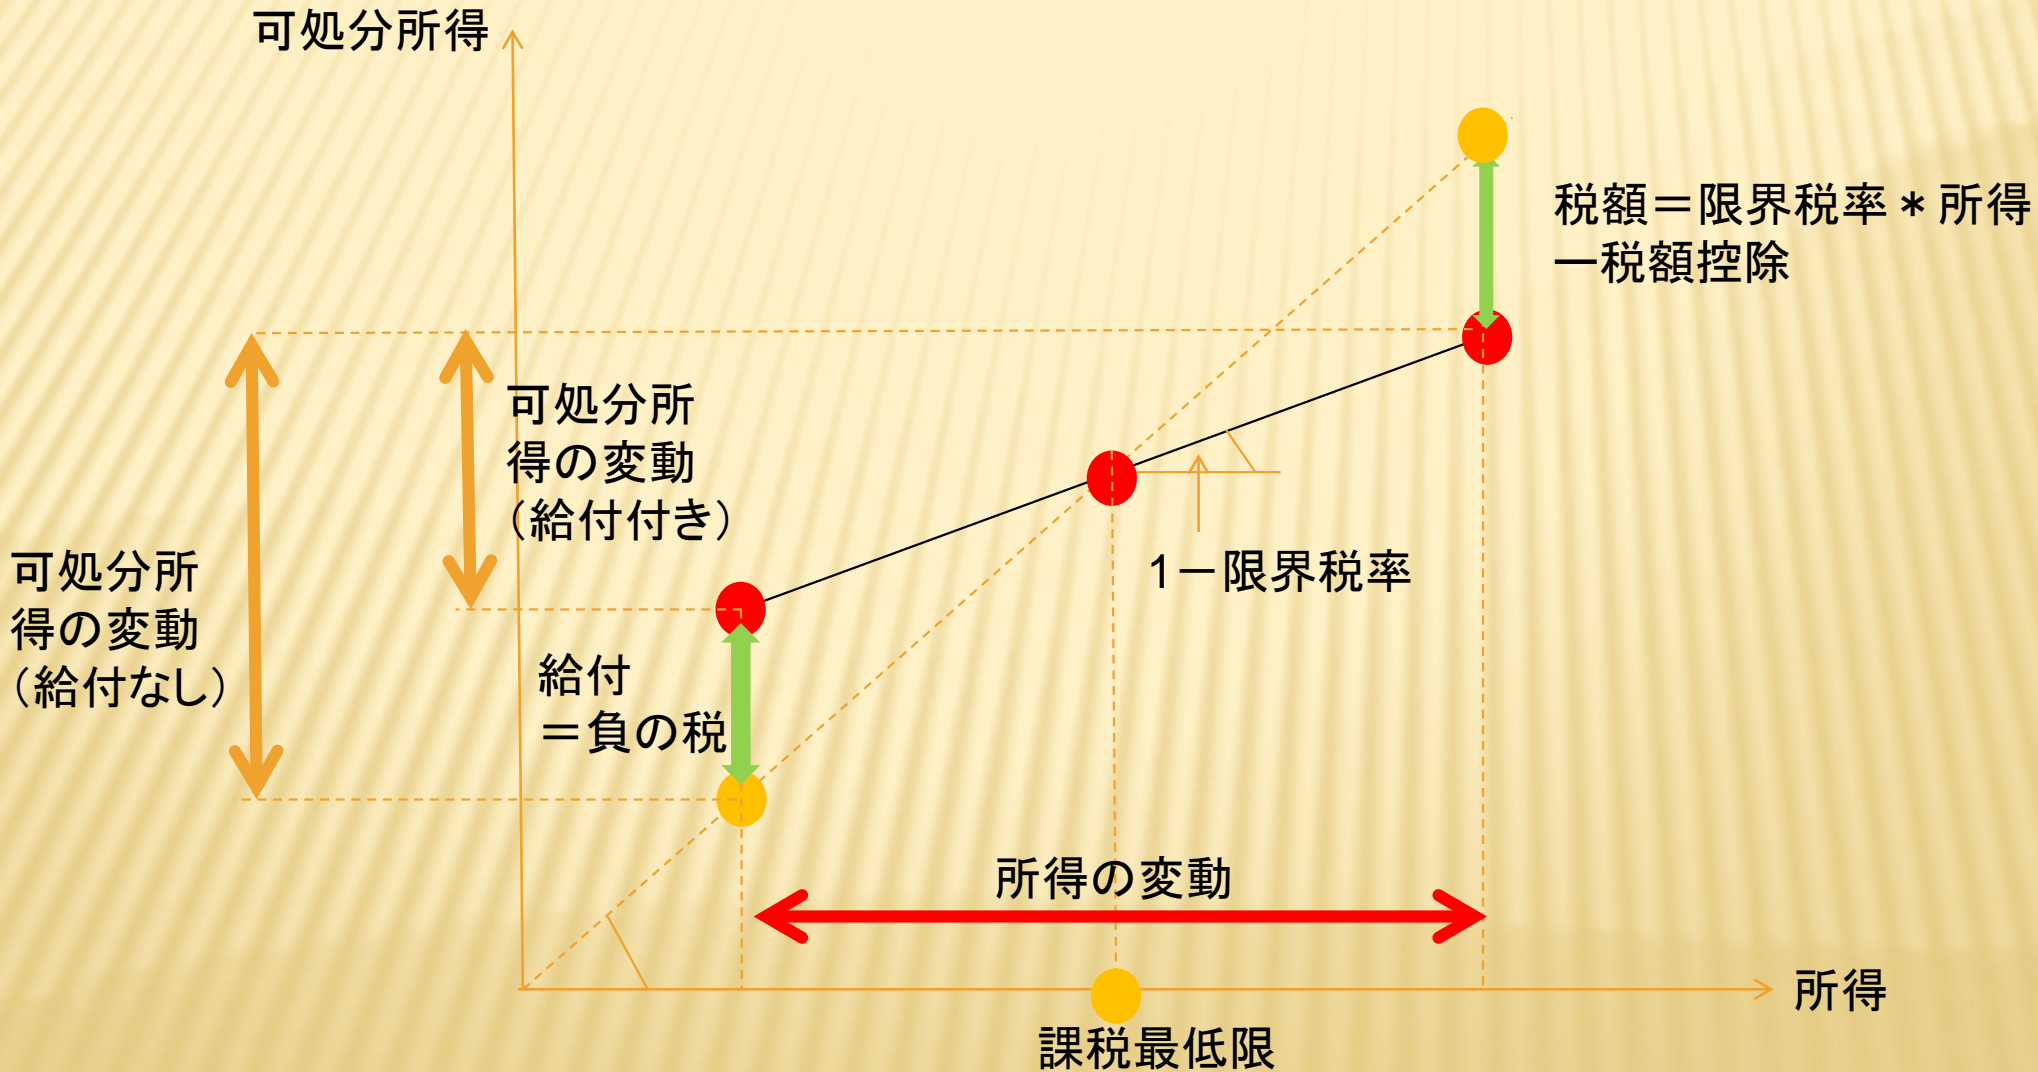 可処分所得
税額＝限界税率＊所得
ー税額控除
可処分所
得の変動
（給付付き）
可処分所
得の変動
（給付なし）
1－限界税率
給付
＝負の税
所得の変動
所得
課税最低限